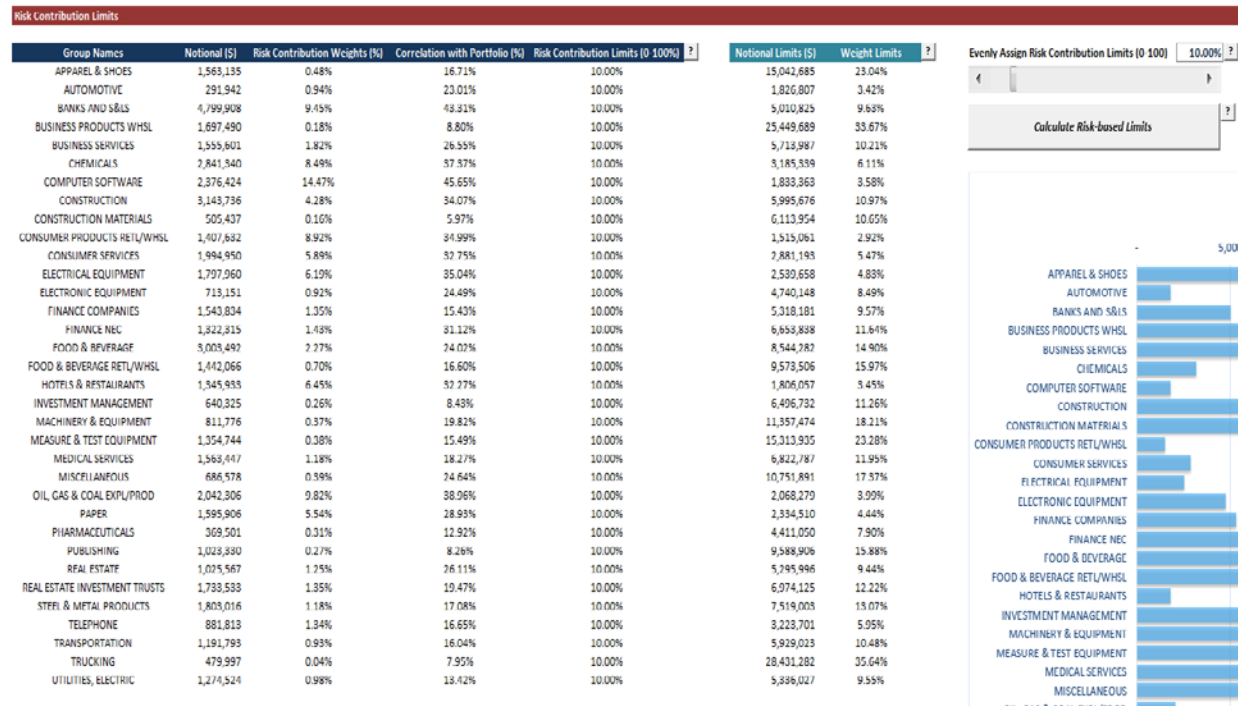 Risk Contribution Limits
Group Names Notional ($) Risk Contribution Weights (%) Correlation with Portfolio (%) Risk Contribution Limits (0 100%) ? Notional Limits ($) Weight Limits ? Evenly Assign Risk Contribution Limits (0 100) 10.00% ?
APPAREL & SHOES 1,563,135 0.48% 16.71% 10.00% 15,042,685 23.04%
AUTOMOTIVE 291,942 0.94% 23.01% 10.00% 1,826,807 3.42%
BANKS AND S&LS 4,799,908 9.45% 43.31% 10.00% 5,010,825 9.63%
BUSINESS PRODUCTS WHSL 1,697,490 0.18% 8.80% 10.00% 25,449,689 33.67%
BUSINESS SERVICES 1,555,601 1.82% 26.55% 10.00% 5,713,987 10.21%
CHEMICALS 2,841,340 8.49% 37.37% 10.00% 3,185,339 6.11%
COMPUTER SOFTWARE 2,376,424 14.47% 45.65% 10.00% 1,833,363 3.58%
CONSTRUCTION 3,143,736 4.28% 34.07% 10.00% 5,995,676 10.97%
CONSTRUCTION MATERIALS 505,437 0.16% 5.97% 10.00% 6,113,954 10.65%
CONSUMER PRODUCTS RETL/WHSL 1,407,632 8.92% 34.99% 10.00% 1,515,061 2.92%
CONSUMER SERVICES 1,994,950 5.89% 32.75% 10.00% 2,881,193 5.47%
ELECTRICAL EQUIPMENT 1,797,960 6.19% 35.04% 10.00% 2,539,658 4.83%
ELECTRONIC EQUIPMENT 713,151 0.92% 24.49% 10.00% 4,740,148 8.49%
FINANCE COMPANIES 1,543,834 1.35% 15.43% 10.00% 5,318,181 9.57%
FINANCE NEC 1,322,315 1.43% 31.12% 10.00% 6,653,838 11.64%
FOOD & BEVERAGE 3,003,492 2.27% 24.02% 10.00% 8,544,282 14.90%
FOOD & BEVERAGE RETL/WHSL 1,442,066 0.70% 16.60% 10.00% 9,573,506 15.97%
HOTELS & RESTAURANTS 1,345,933 6.45% 32.27% 10.00% 1,806,057 3.45%
INVESTMENT MANAGEMENT 640,325 0.26% 8.43% 10.00% 6,496,732 11.26%
MACHINERY & EQUIPMENT 811,776 0.37% 19.82% 10.00% 11,357,474 18.21%
MEASURE & TEST EQUIPMENT 1,354,744 0.38% 15.49% 10.00% 15,313,935 23.28%
MEDICAL SERVICES 1,563,447 1.18% 18.27% 10.00% 6,822,787 11.95%
MISCELLANEOUS 686,578 0.39% 24.64% 10.00% 10,751,891 17.37%
OIL, GAS & COAL EXPL/PROD 2,042,306 9.82% 38.96% 10.00% 2,068,279 3.99%
PAPER 1,595,906 5.54% 28.93% 10.00% 2,334,510 4.44%
PHARMACEUTICALS 369,501 0.31% 12.92% 10.00% 4,411,050 7.90%
PUBLISHING 1,023,330 0.27% 8.26% 10.00% 9,588,906 15.88%
REAL ESTATE 1,025,567 1.25% 26.11% 10.00% 5,295,996 9.44%
REAL ESTATE INVESTMENT TRUSTS 1,733,533 1.35% 19.47% 10.00% 6,974,125 12.22%
STEEL & METAL PRODUCTS 1,803,016 1.18% 17.08% 10.00% 7,519,003 13.07%
TELEPHONE 881,813 1.34% 16.65% 10.00% 3,223,701 5.95%
TRANSPORTATION 1,191,793 0.93% 16.04% 10.00% 5,929,023 10.48%
TRUCKING 479,997 0.04% 7.95% 10.00% 28,431,282 35.64%
UTILITIES, ELECTRIC 1,274,524 0.98% 13.42% 10.00% 5,336,027 9.55%
Calculate Risk-based Limits ?
- 5,00
APPAREL & SHOES
AUTOMOTIVE
BANKS AND S&LS
BUSINESS PRODUCTS WHSL
BUSINESS SERVICES
CHEMICALS
COMPUTER SOFTWARE
CONSTRUCTION
CONSTRUCTION MATERIALS
CONSUMER PRODUCTS RETL/WHSL
CONSUMER SERVICES
ELECTRICAL EQUIPMENT
ELECTRONIC EQUIPMENT
FINANCE COMPANIES
FINANCE NEC
FOOD & BEVERAGE
FOOD & BEVERAGE RETL/WHSL
HOTELS & RESTAURANTS
INVESTMENT MANAGEMENT
MACHINERY & EQUIPMENT
MEASURE & TEST EQUIPMENT
MEDICAL SERVICES
MISCELLANEOUS